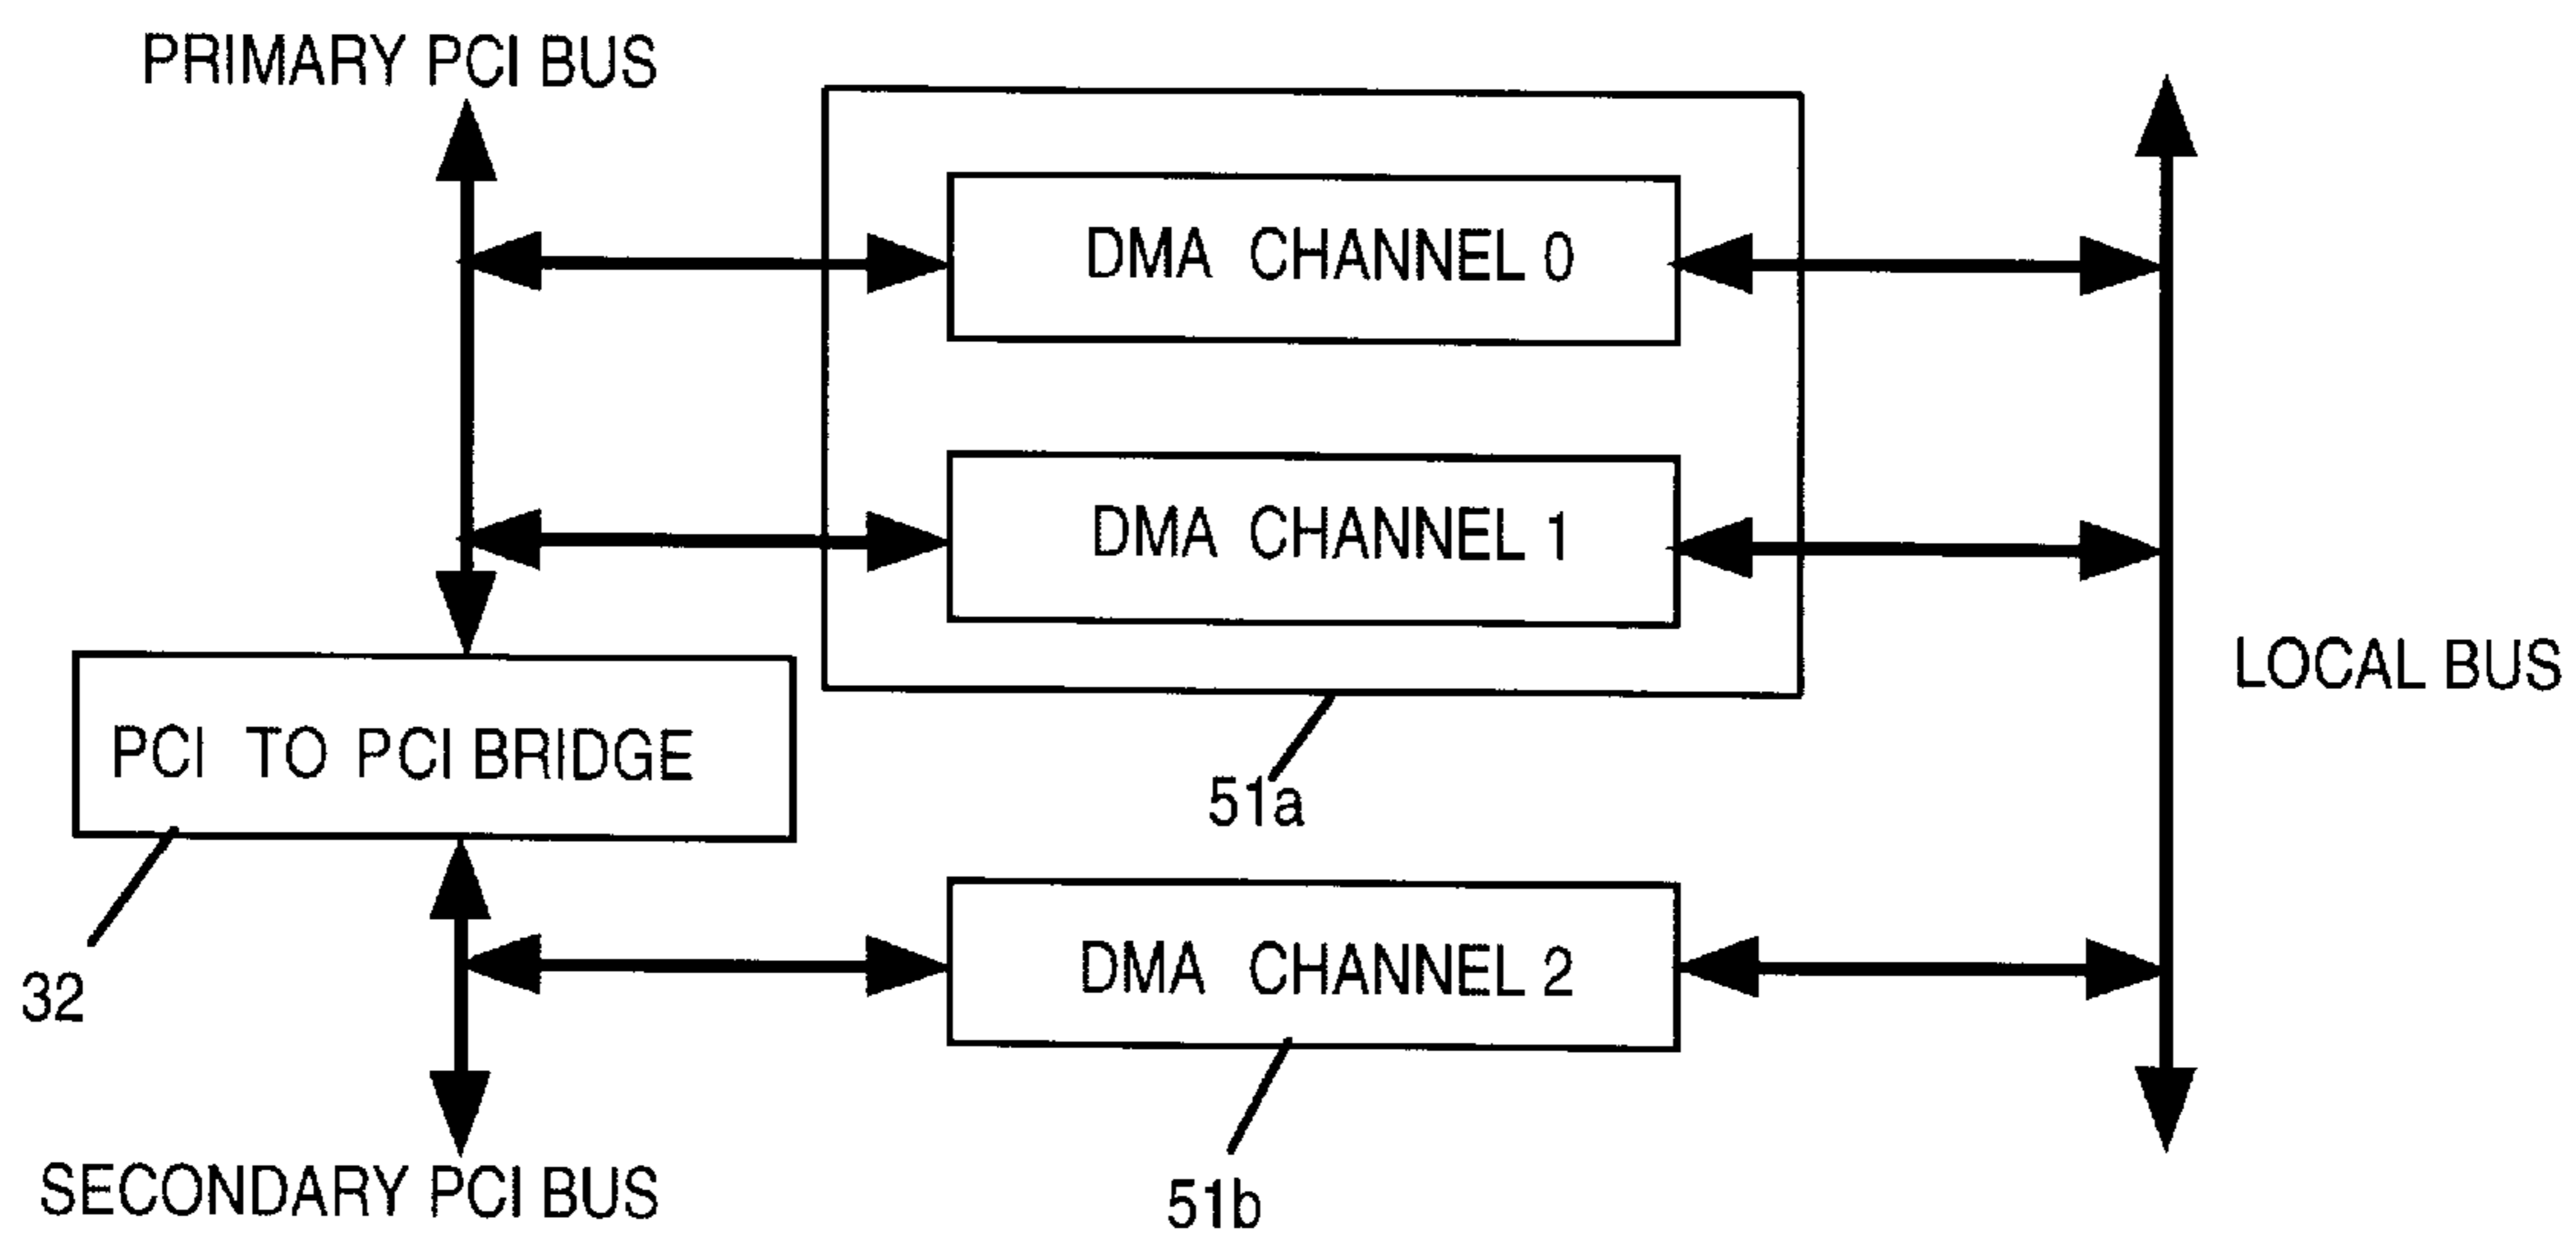 PRIMARY PCI BUS
DMA CHANNEL 0
DMA CHANNEL 1
LOCAL BUS
PCI TO PCI BRIDGE
51a
32
DMA CHANNEL 2
SECONDARY PCI BUS
51b